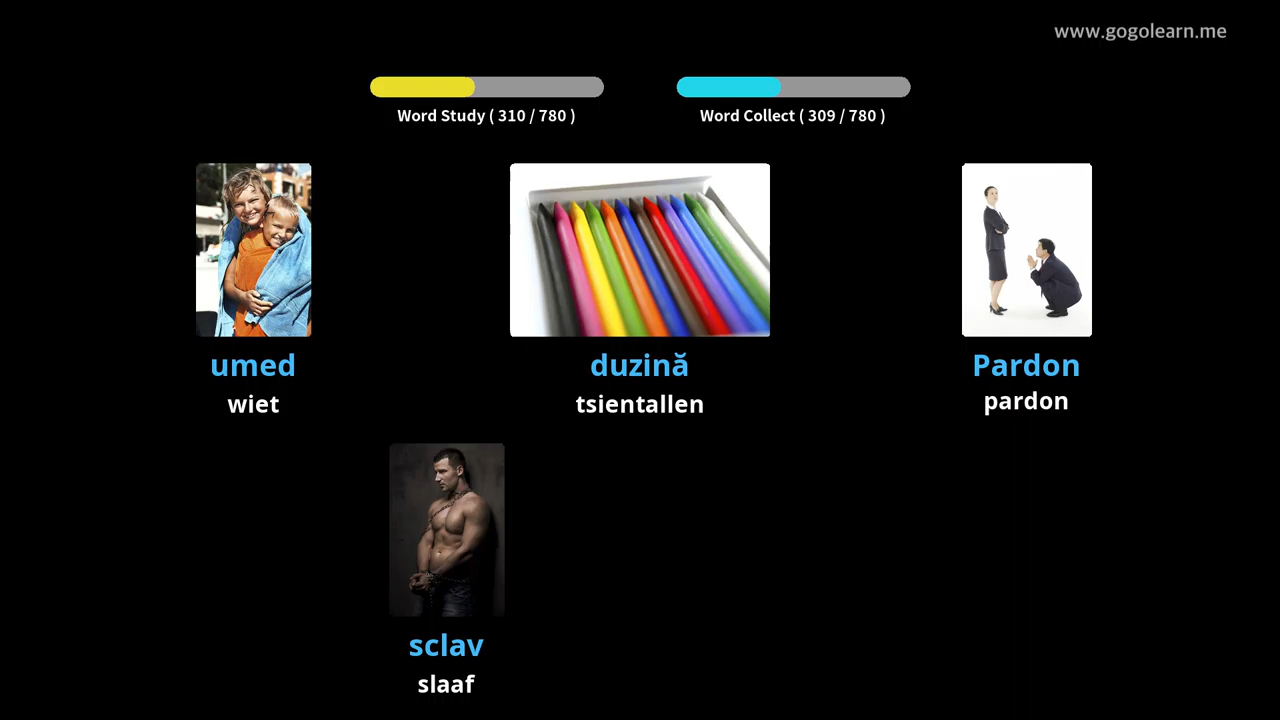 www.gogolearn.me
Word Study ( 310 / 780 )
Word Collect ( 309 / 780 )
umed
wiet
duzină
tsientallen
Pardon
pardon
sclav
slaaf